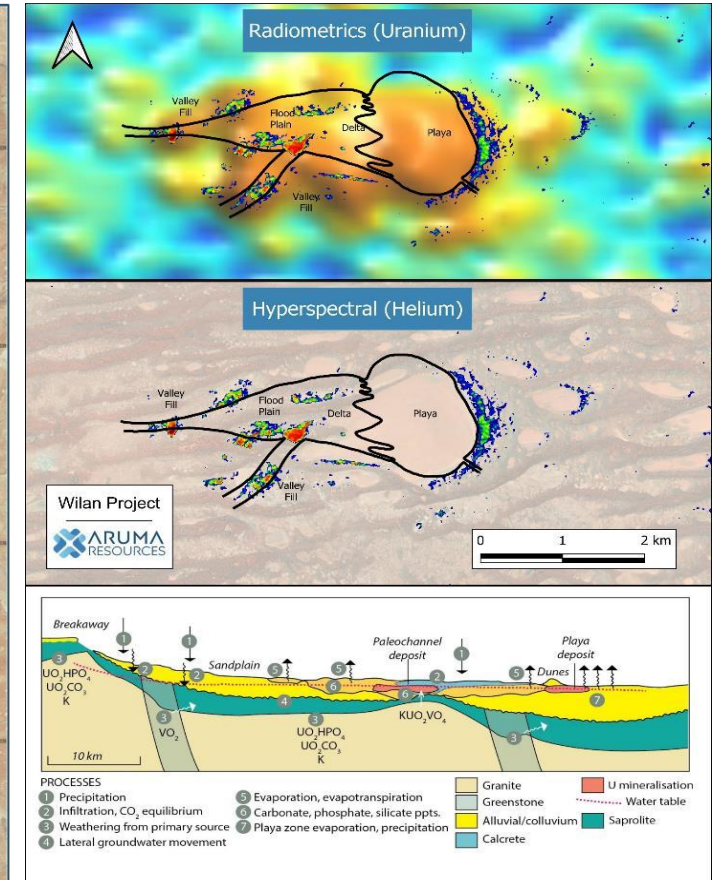 Radiometrics (Uranium)
Valley
Fill
Flood
Plain
Delta
Playa
Valley
Fill
Hyperspectral (Helium)
Valley
Fill
Flood
Plain
Delta
Playa
Valley
Fill
Wilan Project
ARUMA
RESOURCES
0 1 2 km
Breakaway
1
1
Sandplain
5
5
Paleochannel
deposit
2
1
5
Playa
deposit
Dunes
3
UO₂HPO₄
UO₂CO₃
K
2
2
3
VO₂
4
6
6
3
UO₂HPO₄
UO₂CO₃
K
KUO₂VO₄
3
7
10 km
PROCESSES
1 Precipitation
2 Infiltration, CO₂ equilibrium
3 Weathering from primary source
4 Lateral groundwater movement
5 Evaporation, evapotranspiration
6 Carbonate, phosphate, silicate ppts.
7 Playa zone evaporation, precipitation
Granite
Greenstone
Alluvial/colluvium
Calcrete
U mineralisation
Water table
Saprolite